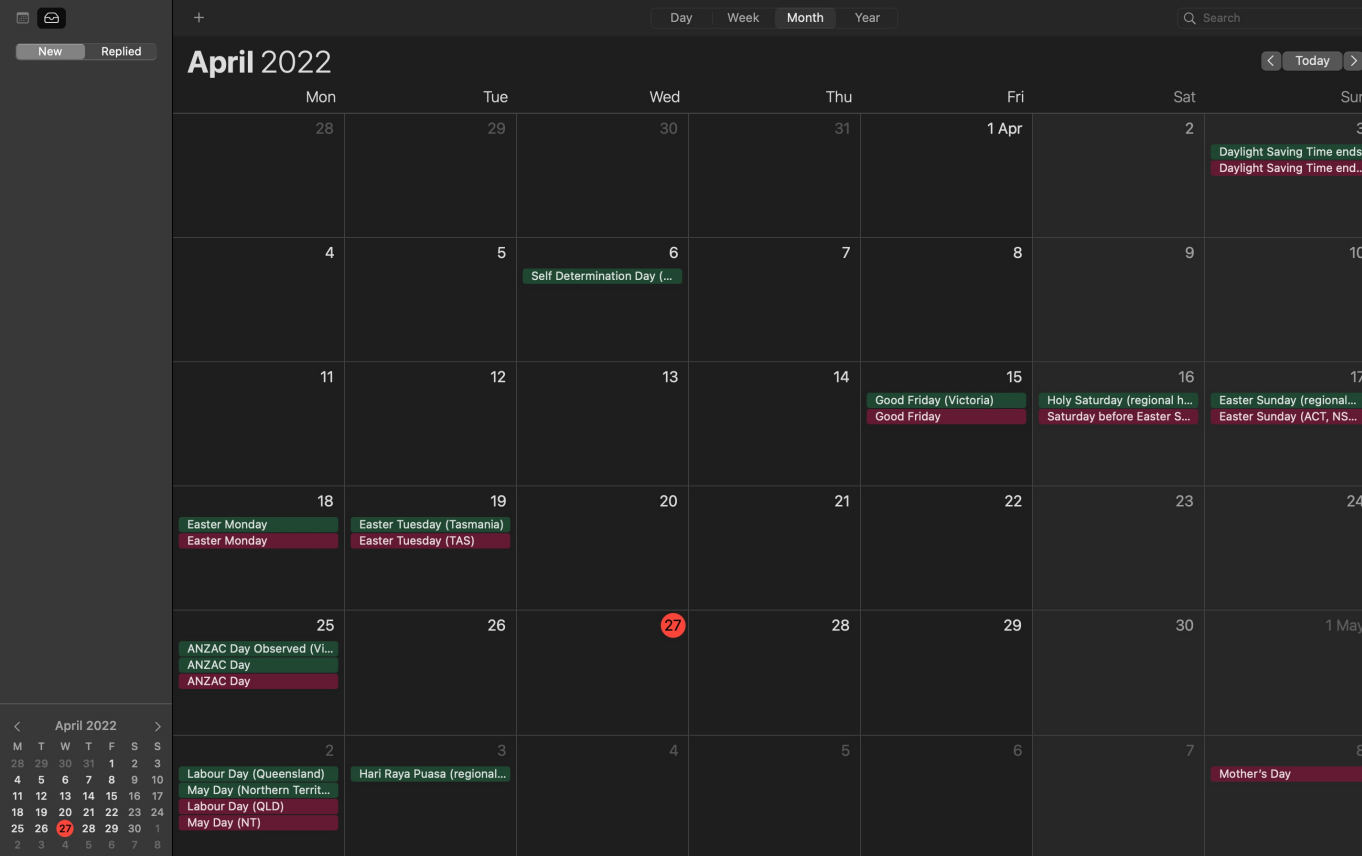 Day Week Month Year
Search
New Replied
April 2022
Today
Mon Tue Wed Thu Fri Sat
28 29 30 31 1 Apr 2 3
Daylight Saving Time ends
Daylight Saving Time end...
4 5 6 7 8 9 10
Self Determination Day (...
11 12 13 14 15 16 17
Good Friday (Victoria) Holy Saturday (regional h... Easter Sunday (regional...
Good Friday Saturday before Easter S... Easter Sunday (ACT, NS...
18 19 20 21 22 23 24
Easter Monday Easter Tuesday (Tasmania)
Easter Monday Easter Tuesday (TAS)
25 26 27 28 29 30 1 May
ANZAC Day Observed (Vi...
ANZAC Day
ANZAC Day
2 3 4 5 6 7 8
Labour Day (Queensland) Hari Raya Puasa (regional... Mother's Day
May Day (Northern Territ...
Labour Day (QLD)
May Day (NT)
April 2022
M T W T F S S
28 29 30 31 1 2 3
4 5 6 7 8 9 10
11 12 13 14 15 16 17
18 19 20 21 22 23 24
25 26 27 28 29 30 1
2 3 4 5 6 7 8